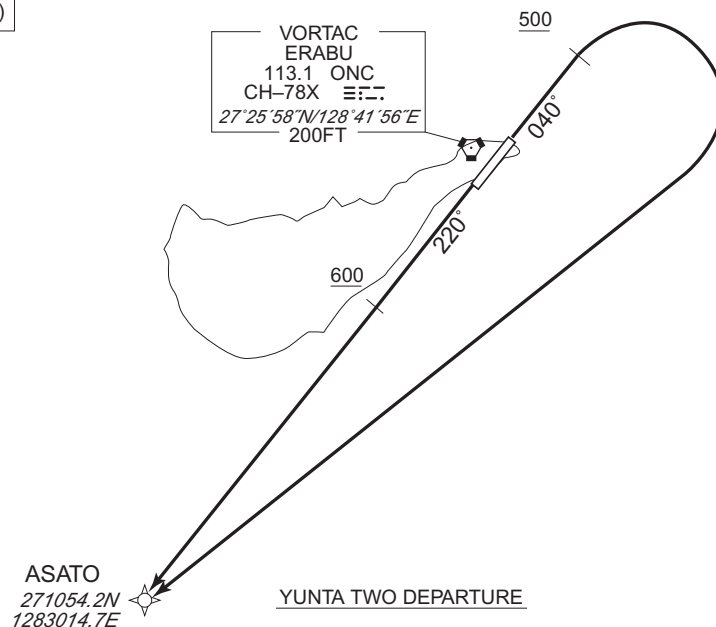 )
500
VORTAC
ERABU
113.1 ONC
CH–78X
27°25´58˝N/128°41´56˝E
200FT
040°
220°
600
ASATO
271054.2N
1283014.7E
YUNTA TWO DEPARTURE